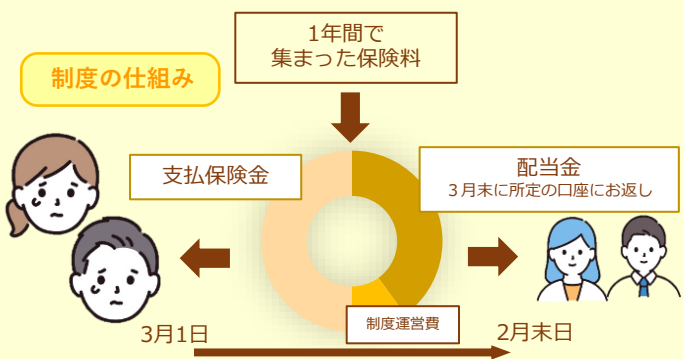 1年間で
集まった保険料
制度の仕組み
支払保険金
配当金
３月末に所定の口座にお返し
制度運営費
3月1日
2月末日